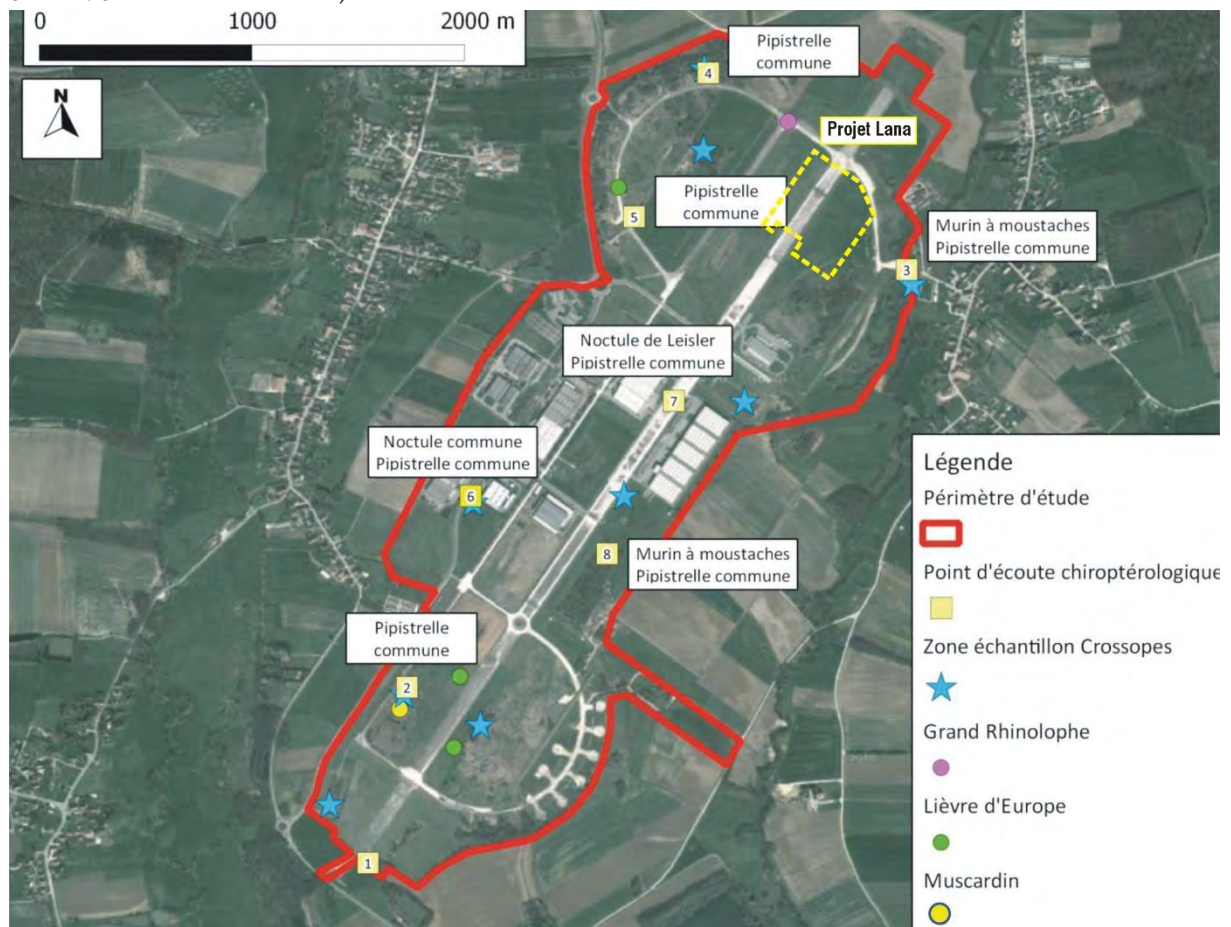 0 1000 2000 m
N
Pipistrelle
commune
4
Projet Lana
Pipistrelle
commune
5
Murin à moustaches
Pipistrelle commune
3
Noctule de Leisler
Pipistrelle commune
7
Noctule commune
Pipistrelle commune
6
8
Murin à moustaches
Pipistrelle commune
Pipistrelle
commune
2
1
Légende
Périmètre d'étude
Point d'écoute chiroptérologique
Zone échantillon Crossopes
Grand Rhinolophe
Lièvre d'Europe
Muscardin